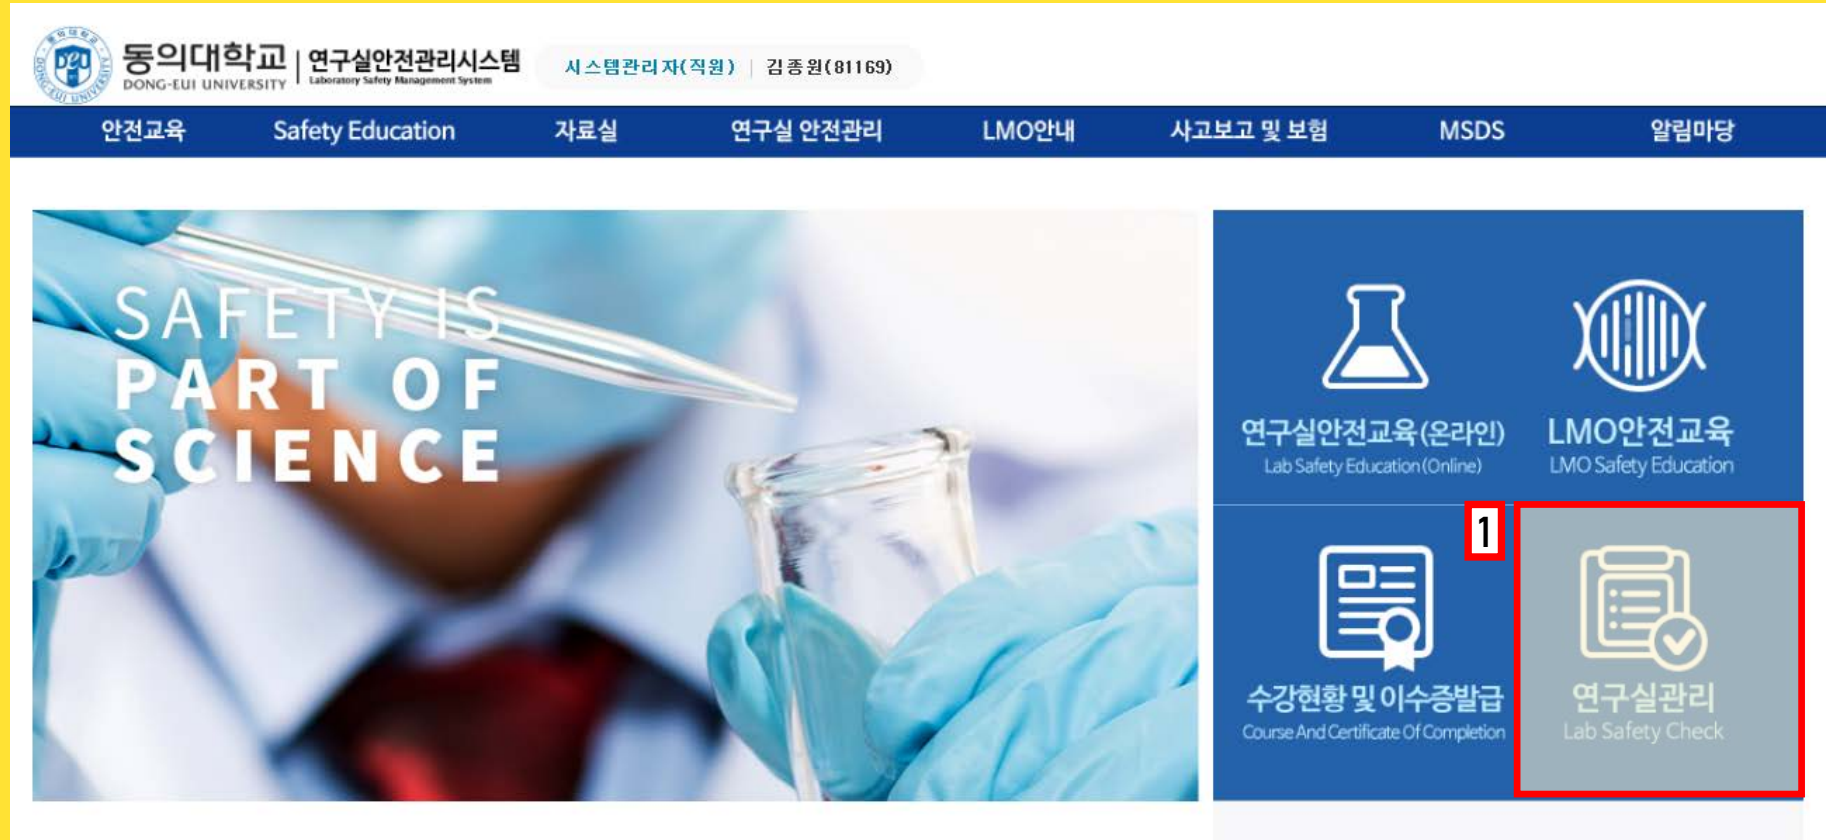 동의대학교
DONG-EUI UNIVERSITY
연구실안전관리시스템
Laboratory Safety Management System
시스템관리자(직원) | 김종원(81169)
안전교육 Safety Education 자료실 연구실 안전관리 LMO안내 사고보고 및 보험 MSDS 알림마당
SAFETY IS
PART OF
SCIENCE
연구실안전교육(온라인)
Lab Safety Education(Online)
LMO안전교육
LMO Safety Education
수강현황 및 이수증발급
Course And Certificate Of Completion
1
연구실관리
Lab Safety Check